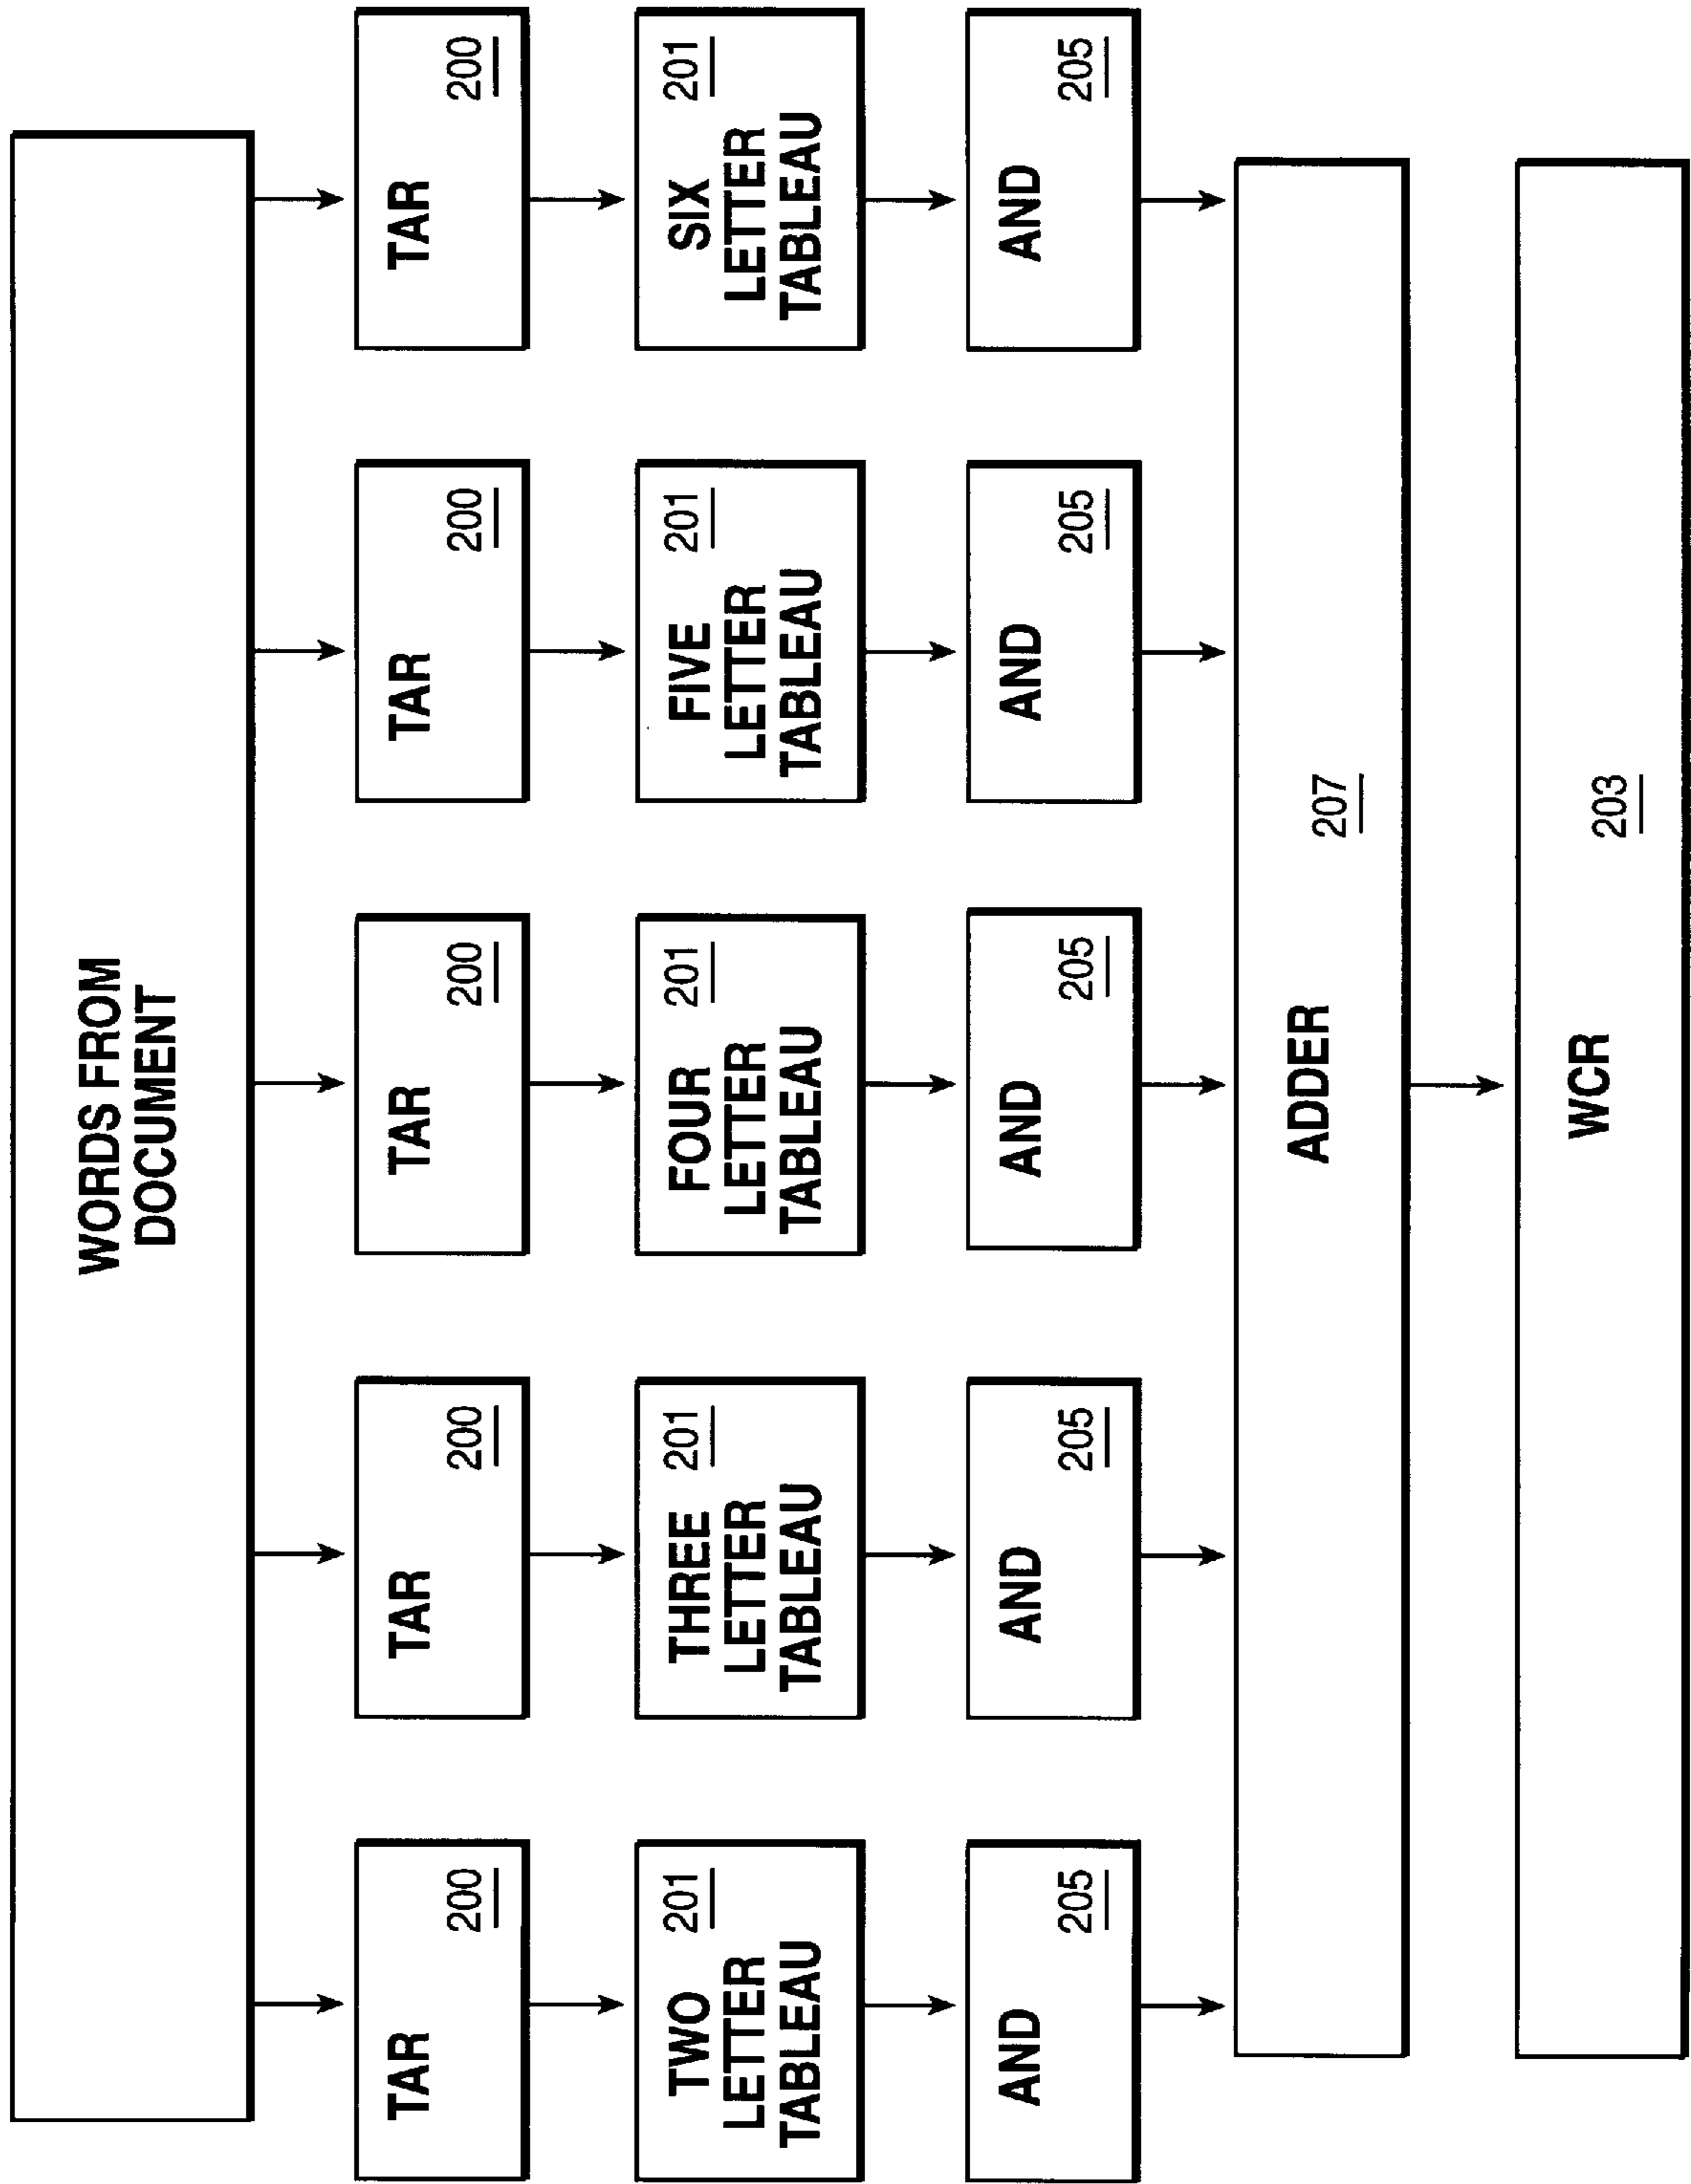 WORDS FROM
DOCUMENT
TAR
200
TAR
200
TAR
200
TAR
200
TAR
200
TWO
LETTER
TABLEAU
201
THREE
LETTER
TABLEAU
201
FOUR
LETTER
TABLEAU
201
FIVE
LETTER
TABLEAU
201
SIX
LETTER
TABLEAU
201
AND
205
AND
205
AND
205
AND
205
AND
205
ADDER
207
WCR
203